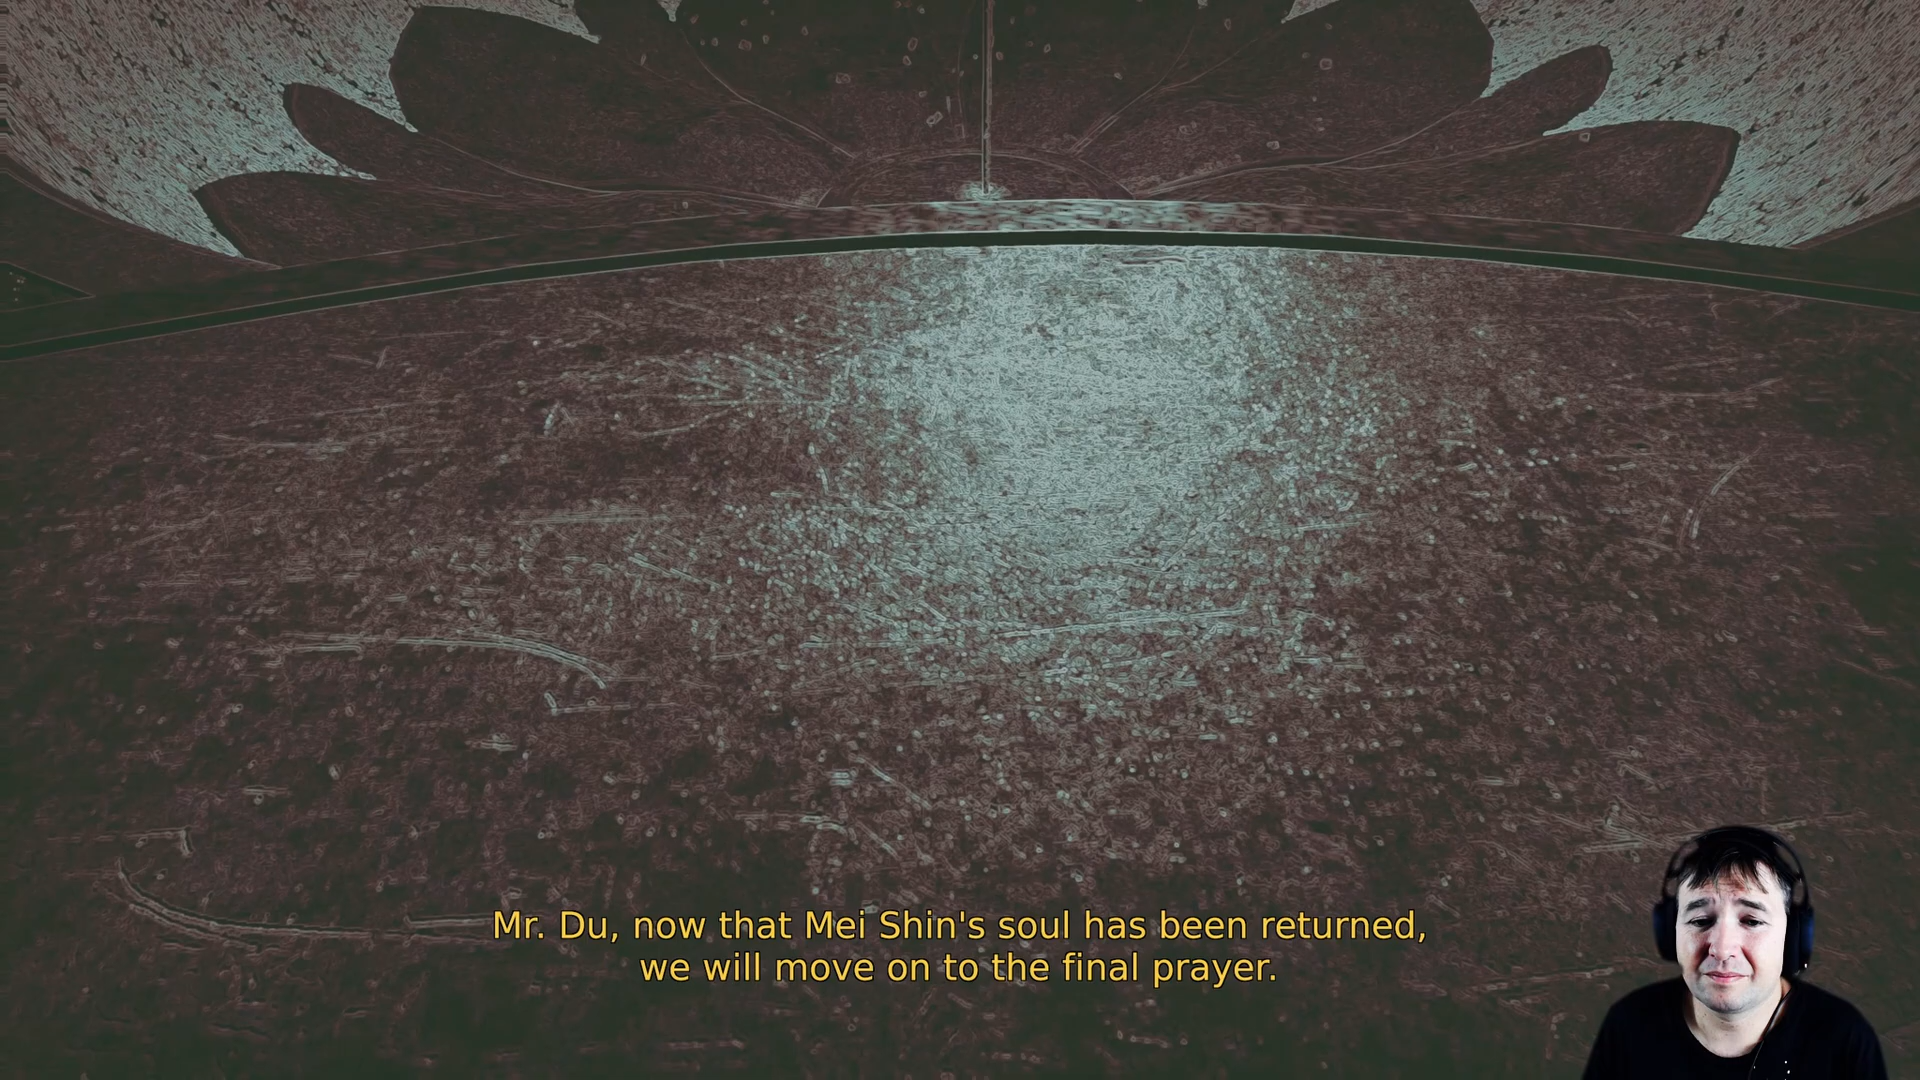 Mr. Du, now that Mei Shin's soul has been returned,
we will move on to the final prayer.